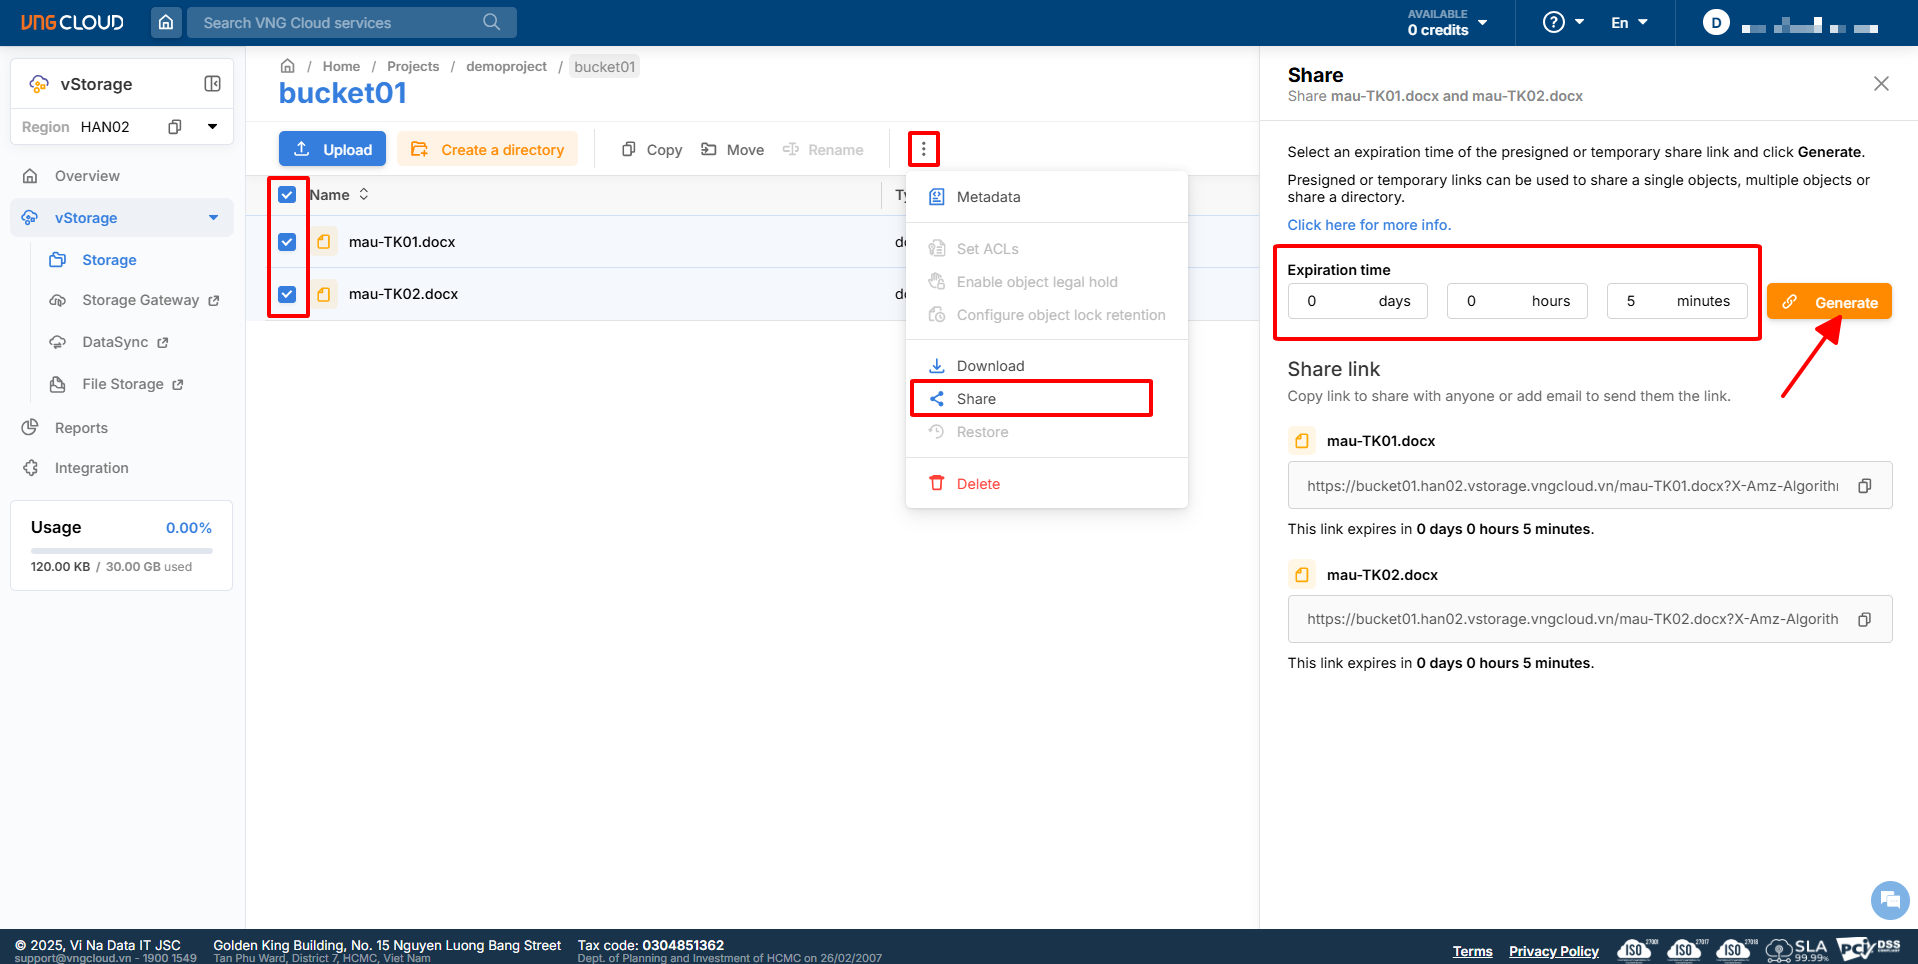 VNG CLOUD
Search VNG Cloud services
AVAILABLE
0 credits
?
En
D
vStorage
Region HAN02
Overview
vStorage
Storage
Storage Gateway
DataSync
File Storage
Reports
Integration
Usage 0.00%
120.00 KB / 30.00 GB used
/ Home / Projects / demoproject / bucket01
bucket01
Upload
Create a directory
Copy
Move
Rename
Name
Ty
mau-TK01.docx
mau-TK02.docx
Metadata
Set ACLs
Enable object legal hold
Configure object lock retention
Download
Share
Restore
Delete
Share
Share mau-TK01.docx and mau-TK02.docx
Select an expiration time of the presigned or temporary share link and click Generate.
Presigned or temporary links can be used to share a single objects, multiple objects or
share a directory.
Click here for more info.
Expiration time
0 days
0 hours
5 minutes
Generate
Share link
Copy link to share with anyone or add email to send them the link.
mau-TK01.docx
https://bucket01.han02.vstorage.vngcloud.vn/mau-TK01.docx?X-Amz-Algorith
This link expires in 0 days 0 hours 5 minutes.
mau-TK02.docx
https://bucket01.han02.vstorage.vngcloud.vn/mau-TK02.docx?X-Amz-Algorith
This link expires in 0 days 0 hours 5 minutes.
© 2025, Vi Na Data IT JSC
support@vngcloud.vn - 1900 1549
Golden King Building, No. 15 Nguyen Luong Bang Street
Tan Phu Ward, District 7, HCMC, Viet Nam
Tax code: 0304851362
Dept. of Planning and Investment of HCMC on 26/02/2007
Terms
Privacy Policy
ISO 27001
ISO 27017
ISO 27018
SLA
99.99%
PCI DSS